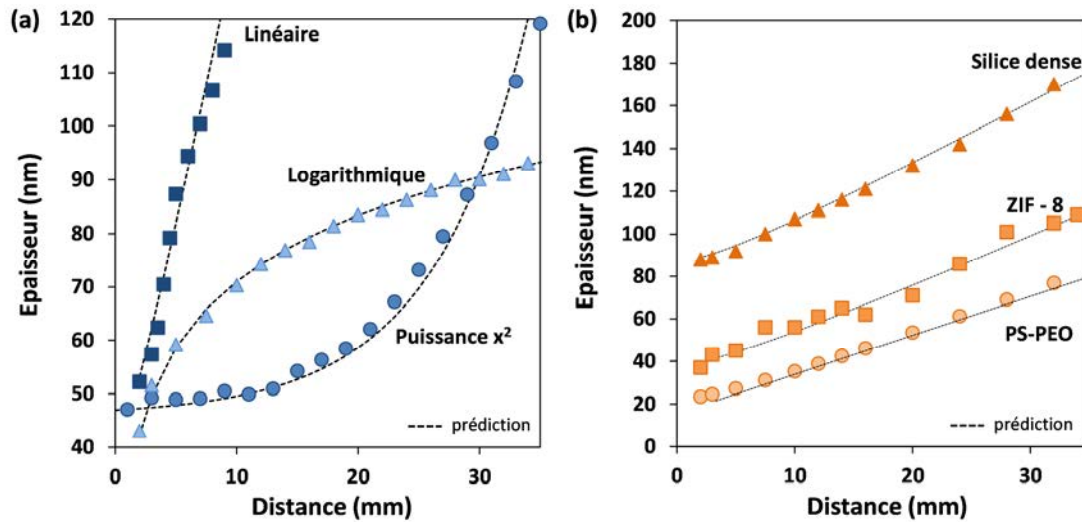 (a)
Epaisseur (nm)
120
110
100
90
80
70
60
50
40
Linéaire
Logarithmique
Puissance x²
prédiction
0
10
20
30
Distance (mm)
(b)
Epaisseur (nm)
200
180
160
140
120
100
80
60
40
20
0
Silice dense
ZIF - 8
PS-PEO
prédiction
0
10
20
30
Distance (mm)